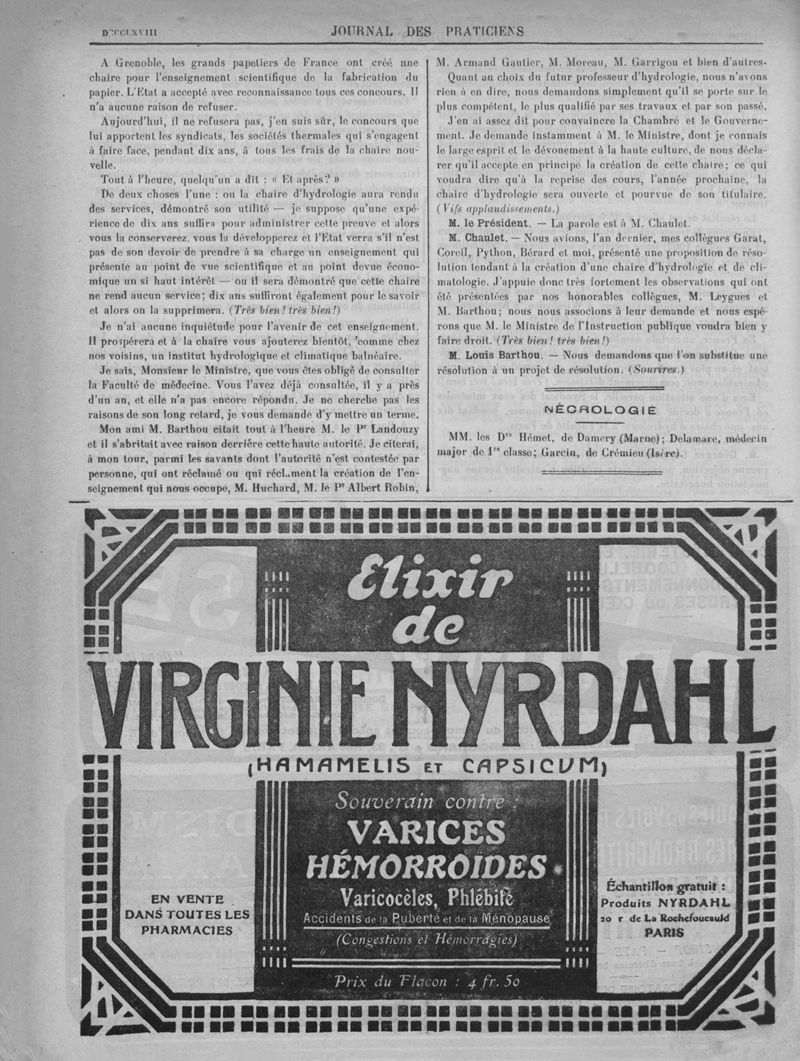 JOURNAL DES PRATICIENS
A Grenoble, les grands papetiers de France ont créé une
chaire pour l'enseignement scientifique de la fabrication du
papier. L'Etat a accepté avec reconnaissance tous ces concours. Il
n'a aucune raison de refuser.
Aujourd'hui, il ne refusera pas, j'en suis sûr, le concours que
lui apportent les syndicats, les sociétés thermales qui s'engagent
à faire face, pendant dix ans, à tous les frais de la chaire nou-
velle.
Tout à l'heure, quelqu'un a dit : « Et après? »
De deux choses l'une : ou la chaire d'hydrologie aura rendu
des services, démontré son utilité — je suppose qu'une expé-
rience de dix ans suffira pour administrer cette preuve et alors
vous la conserverez, vous la développerez et l'Etat verra s'il n'est
pas de son devoir de prendre à sa charge un enseignement qui
présente au point de vue scientifique et au point devue écono-
mique un si haut intérêt — ou il sera démontré que cette chaire
ne rend aucun service; dix ans suffiront également pour le savoir
et alors on la supprimera. (Très bien! très bien!)
Je n'ai aucune inquiétude pour l'avenir de cet enseignement.
Il prospérera et à la chaire vous ajouterez bientôt, comme chez
nos voisins, un institut hydrologique et climatique balnéaire.
Je sais, Monsieur le Ministre, que vous êtes obligé de consulter
la Faculté de médecine. Vous l'avez déjà consultée, il y a près
d'un an, et elle n'a pas encore répondu. Je ne cherche pas les
raisons de son long retard, je vous demande d'y mettre un terme.
Mon ami M. Barthou citait tout à l'heure M. le Pr Landouzy
et il s'abritait avec raison derrière cette haute autorité. Je citerai,
à mon tour, parmi les savants dont l'autorité n'est contestée par
personne, qui ont réclamé ou qui réclament la création de l'en-
seignement qui nous occupe, M. Huchard, M. le Pr Albert Robin,
M. Armand Gautier, M. Moreau, M. Garrigou et bien d'autres.
Quant au choix du futur professeur d'hydrologie, nous n'avons
rien à en dire, nous demandons simplement qu'il se porte sur le
plus compétent, le plus qualifié par ses travaux et par son passé.
J'en ai assez dit pour convaincre la Chambre et le Gouverne-
ment. Je demande instamment à M. le Ministre, dont je connais
le large esprit et le dévouement à la haute culture, de nous décla-
rer qu'il accepte en principe la création de cette chaire; ce qui
voudra dire qu'à la reprise des cours, l'année prochaine, la
chaire d'hydrologie sera ouverte et pourvue de son titulaire.
(Vifs applaudissements.)
M. le Président. — La parole est à M. Chaulet.
M. Chaulet. — Nous avions, l'an dernier, mes collègues Garat,
Coreil, Python, Bérard et moi, présenté une proposition de réso-
lution tendant à la création d'une chaire d'hydrologie et de cli-
matologie. J'appuie donc très fortement les observations qui ont
été présentées par nos honorables collègues, M. Leygues et
M. Barthou; nous nous associons à leur demande et nous espé-
rons que M. le Ministre de l'Instruction publique voudra bien y
faire droit. (Très bien! très bien!)
M. Louis Barthou. — Nous demandons que l'on substitue une
résolution à un projet de résolution. (Sourires.)
NÉCROLOGIE
MM. les Drs Hémet, de Damery (Marne); Delamare, médecin
major de 1re classe; Garcin, de Crémieu (Isère).
Elixir
de
VIRGINIE NYRDAHL
(HAMAMELIS ET CAPSICUM)
Souverain contre :
VARICES
HÉMORROÏDES
Varicocèles, Phlébite
Accidents de la Puberté et de la Ménopause
(Congestions et Hémorragies)
Prix du Flacon : 4 fr. 50
EN VENTE
DANS TOUTES LES
PHARMACIES
Échantillon gratuit :
Produits NYRDAHL
20 r de La Rochefoucauld
PARIS